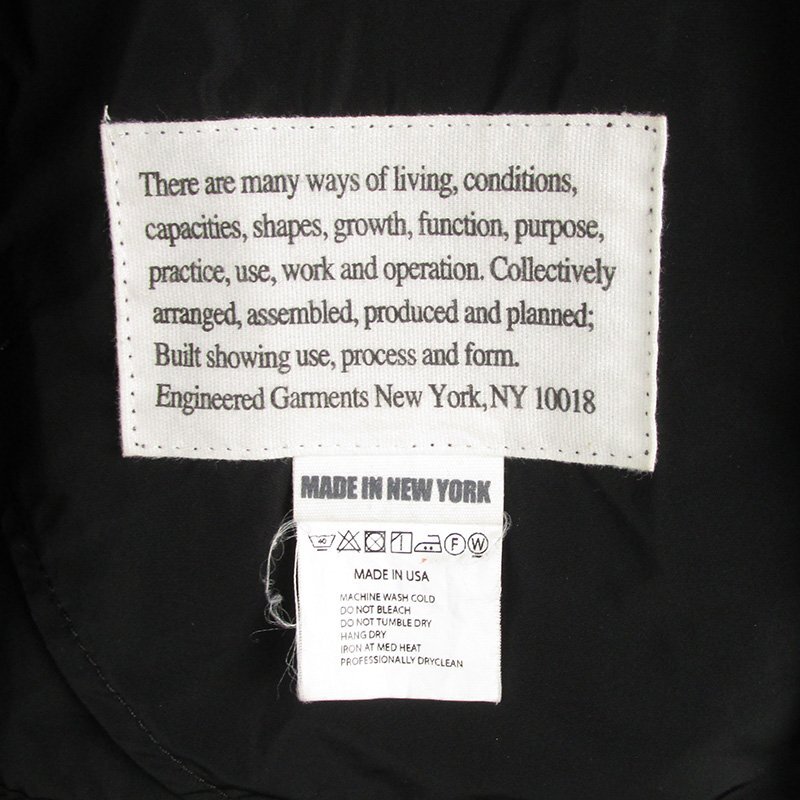 There are many ways of living, conditions,
capacities, shapes, growth, function, purpose,
practice, use, work and operation. Collectively
arranged, assembled, produced and planned;
Built showing use, process and form.
Engineered Garments New York, NY 10018
MADE IN NEW YORK
40 F W
MADE IN USA
MACHINE WASH COLD
DO NOT BLEACH
DO NOT TUMBLE DRY
HANG DRY
IRON AT MED HEAT
PROFESSIONALLY DRYCLEAN